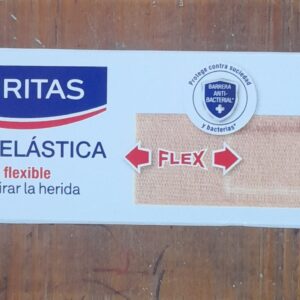 RITAS
ELÁSTICA
flexible
irar la herida
FLEX
Protege contra suciedad
BARRERA
ANTI-
BACTERIAL*
y bacterias*